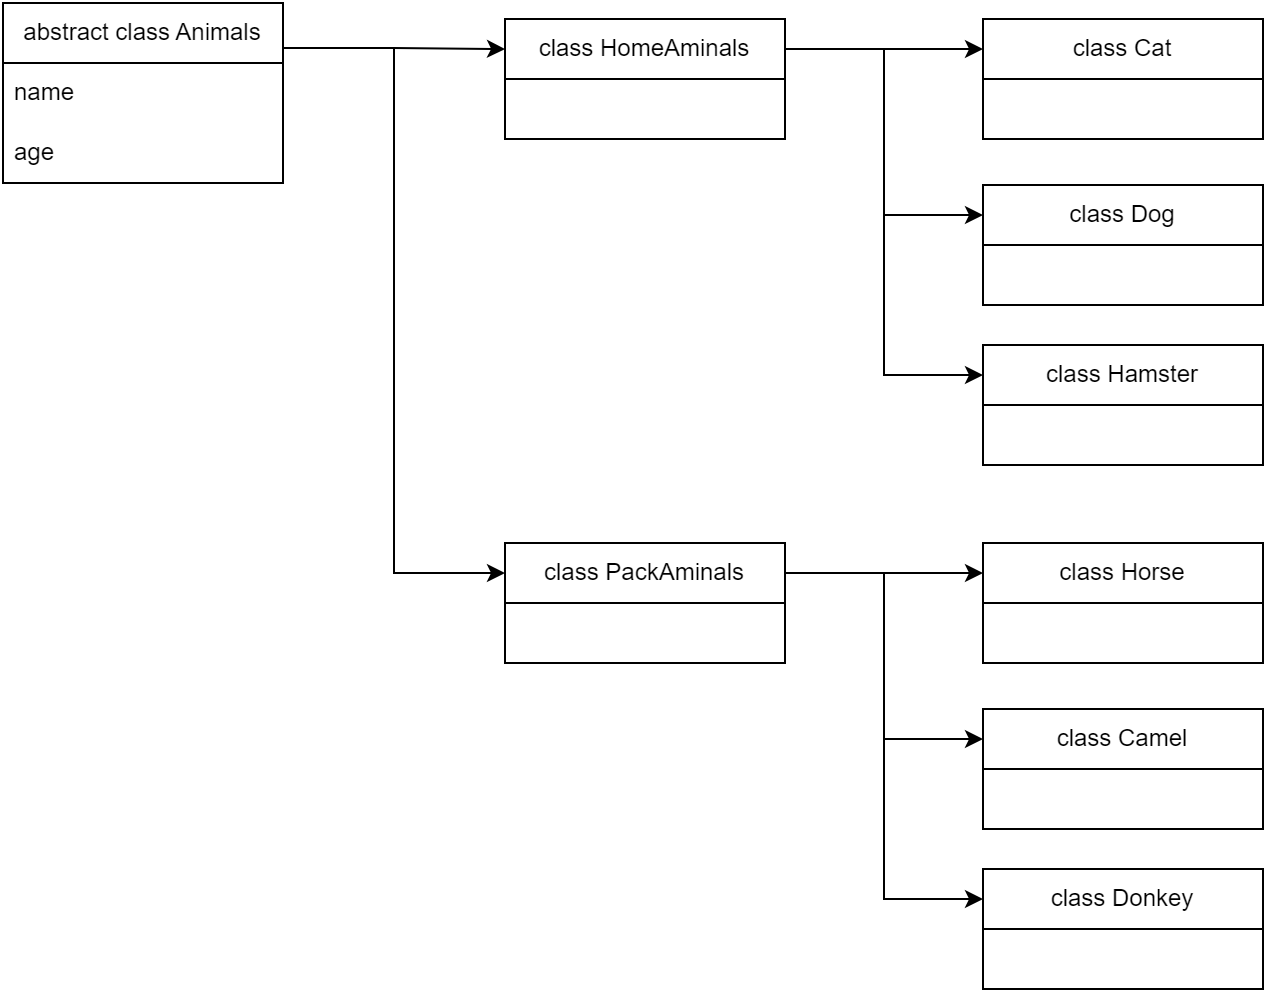 abstract class Animals
name
age
class HomeAminals
class Cat
class Dog
class Hamster
class PackAminals
class Horse
class Camel
class Donkey